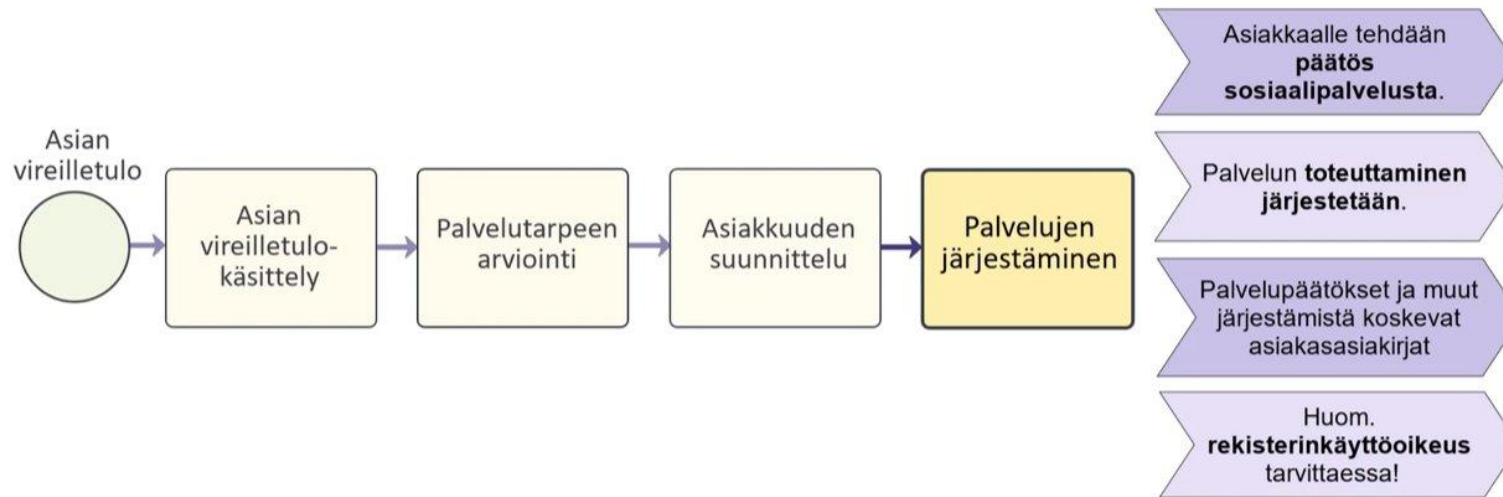 Asian
vireilletulo
Asian
vireilletulo-
käsittely
Palvelutarpeen
arviointi
Asiakkuuden
suunnittelu
Palvelujen
järjestäminen
Asiakkaalle tehdään
päätös
sosiaalipalvelusta.
Palvelun toteuttaminen
järjestetään.
Palvelupäätökset ja muut
järjestämistä koskevat
asiakasasiakirjat
Huom.
rekisterinkäyttöoikeus
tarvittaessa!